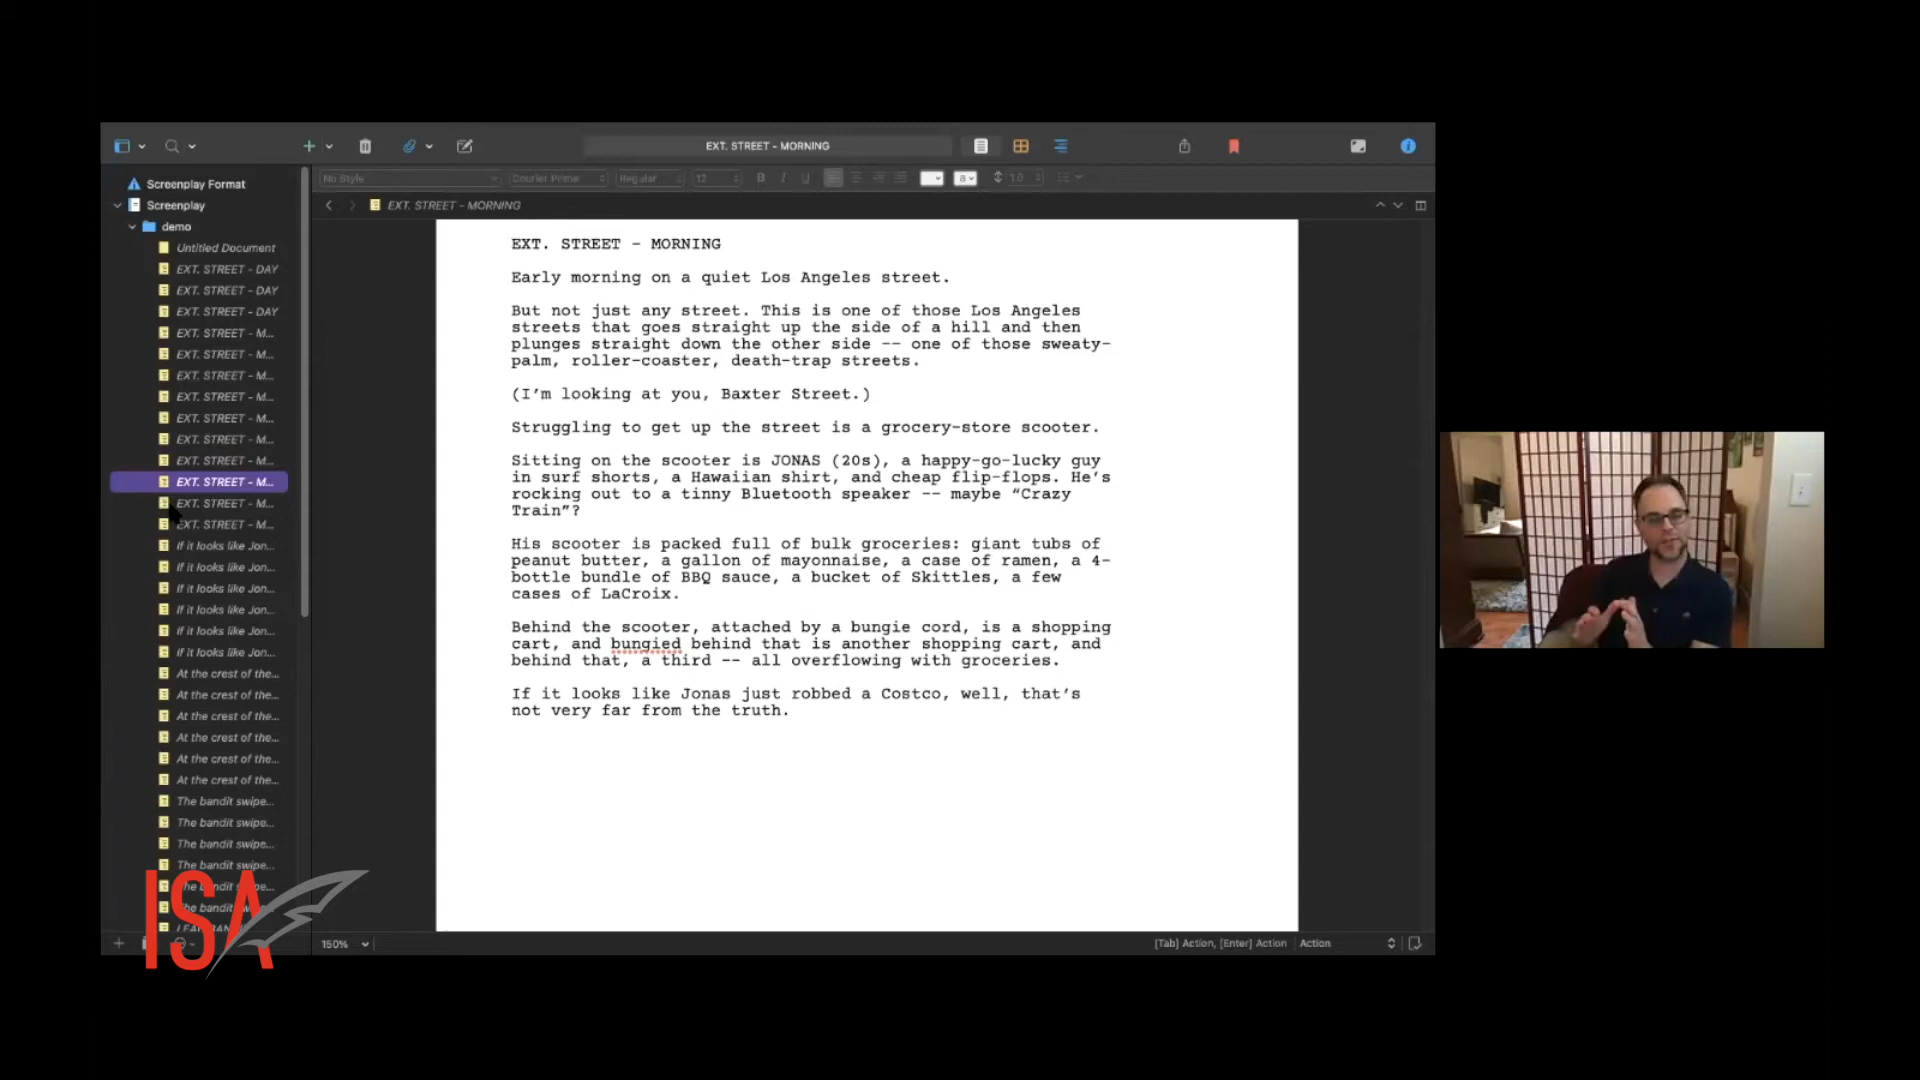 EXT. STREET - MORNING
Screenplay Format
No Style
Courier Prime
Regular
12
B
I
U
a
1.0
Screenplay
EXT. STREET - MORNING
demo
Untitled Document
EXT. STREET - DAY
EXT. STREET - DAY
EXT. STREET - DAY
EXT. STREET - M...
EXT. STREET - M...
EXT. STREET - M...
EXT. STREET - M...
EXT. STREET - M...
EXT. STREET - M...
EXT. STREET - M...
EXT. STREET - M...
EXT. STREET - M...
EXT. STREET - M...
If it looks like Jon...
If it looks like Jon...
If it looks like Jon...
If it looks like Jon...
If it looks like Jon...
If it looks like Jon...
At the crest of the...
At the crest of the...
At the crest of the...
At the crest of the...
At the crest of the...
At the crest of the...
The bandit swipe...
The bandit swipe...
The bandit swipe...
The bandit swipe...
The bandit swipe...
The bandit swipe...
ISA
EXT. STREET - MORNING
Early morning on a quiet Los Angeles street.
But not just any street. This is one of those Los Angeles
streets that goes straight up the side of a hill and then
plunges straight down the other side -- one of those sweaty-
palm, roller-coaster, death-trap streets.
(I'm looking at you, Baxter Street.)
Struggling to get up the street is a grocery-store scooter.
Sitting on the scooter is JONAS (20s), a happy-go-lucky guy
in surf shorts, a Hawaiian shirt, and cheap flip-flops. He's
rocking out to a tinny Bluetooth speaker -- maybe “Crazy
Train”?
His scooter is packed full of bulk groceries: giant tubs of
peanut butter, a gallon of mayonnaise, a case of ramen, a 4-
bottle bundle of BBQ sauce, a bucket of Skittles, a few
cases of LaCroix.
Behind the scooter, attached by a bungie cord, is a shopping
cart, and bungied behind that is another shopping cart, and
behind that, a third -- all overflowing with groceries.
If it looks like Jonas just robbed a Costco, well, that's
not very far from the truth.
150%
[Tab] Action, [Enter] Action
Action